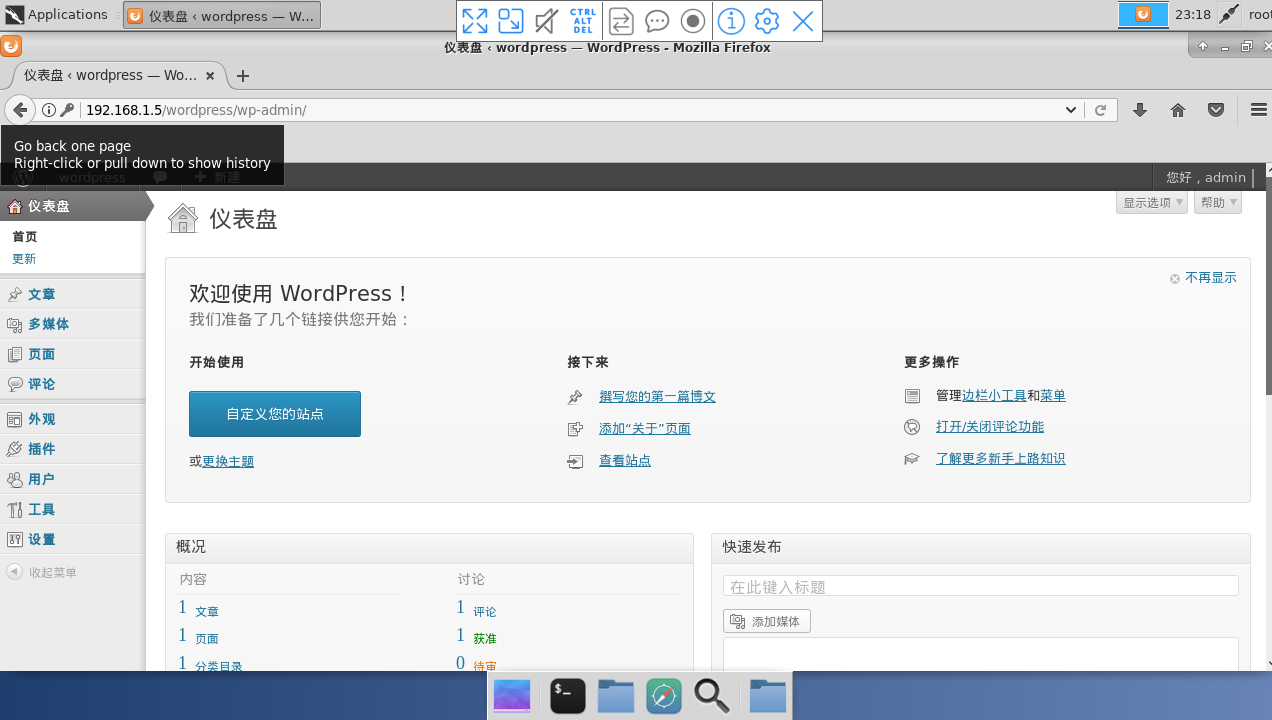 Applications
仪表盘 ‹ wordpress — W...
CTRL
ALT
DEL
23:18
root
仪表盘 ‹ wordpress — WordPress - Mozilla Firefox
仪表盘 ‹ wordpress — Wo...
192.168.1.5/wordpress/wp-admin/
Go back one page
Right-click or pull down to show history
wordpress
新建
您好，admin
仪表盘
首页
更新
文章
多媒体
页面
评论
外观
插件
用户
工具
设置
收起菜单
仪表盘
显示选项
帮助
不再显示
欢迎使用 WordPress！
我们准备了几个链接供您开始：
开始使用
自定义您的站点
或更换主题
接下来
撰写您的第一篇博文
添加“关于”页面
查看站点
更多操作
管理边栏小工具和菜单
打开/关闭评论功能
了解更多新手上路知识
概况
内容
1 文章
1 页面
1 分类目录
讨论
1 评论
1 获准
0 待审
快速发布
在此键入标题
添加媒体
$_